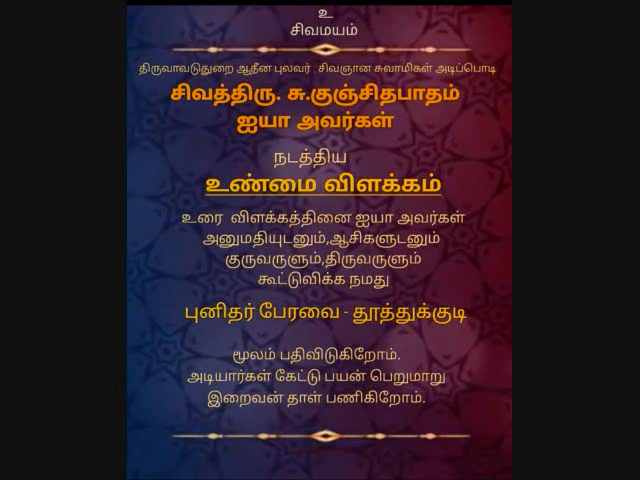 உ
சிவமயம்
திருவாவடுதுறை ஆதீன புலவர் . சிவஞான சுவாமிகள் அடிப்பொடி
சிவத்திரு. சு.குஞ்சிதபாதம்
ஐயா அவர்கள்
நடத்திய
உண்மை விளக்கம்
உரை விளக்கத்தினை ஐயா அவர்கள்
அனுமதியுடனும்,ஆசிகளுடனும்
குருவருளும்,திருவருளும்
கூட்டுவிக்க நமது
புனிதர் பேரவை - தூத்துக்குடி
மூலம் பதிவிடுகிறோம்.
அடியார்கள் கேட்டு பயன் பெறுமாறு
இறைவன் தாள் பணிகிறோம்.